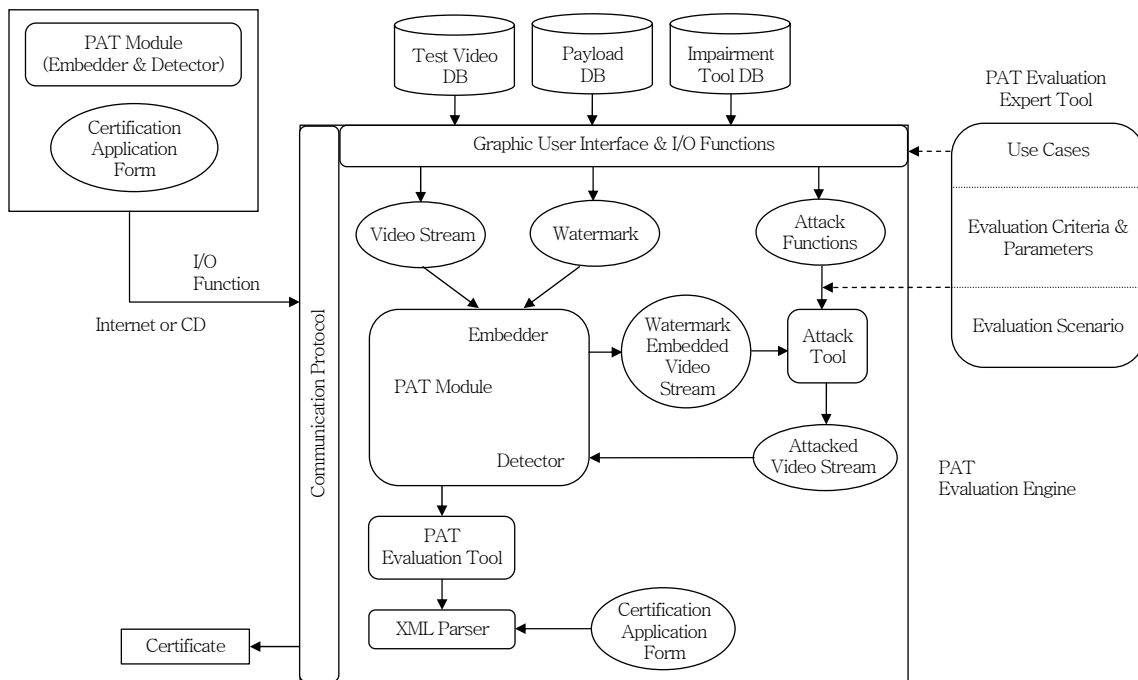 PAT Module
(Embedder & Detector)
Certification
Application
Form
I/O
Function
Internet or CD
Communication Protocol
Test Video
DB
Payload
DB
Impairment
Tool DB
Graphic User Interface & I/O Functions
Video Stream
Watermark
Attack
Functions
Embedder
PAT Module
Detector
Watermark
Embedded
Video
Stream
Attack
Tool
Attacked
Video Stream
PAT
Evaluation Tool
XML Parser
Certification
Application
Form
Certificate
PAT Evaluation
Expert Tool
Use Cases
Evaluation Criteria &
Parameters
Evaluation Scenario
PAT
Evaluation Engine